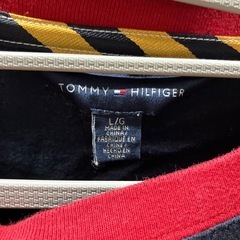 TOMMY HILFIGER
L/G
MADE IN
CHINA
FABRIQUÉ EN
CHINE
HECHO EN
CHINA